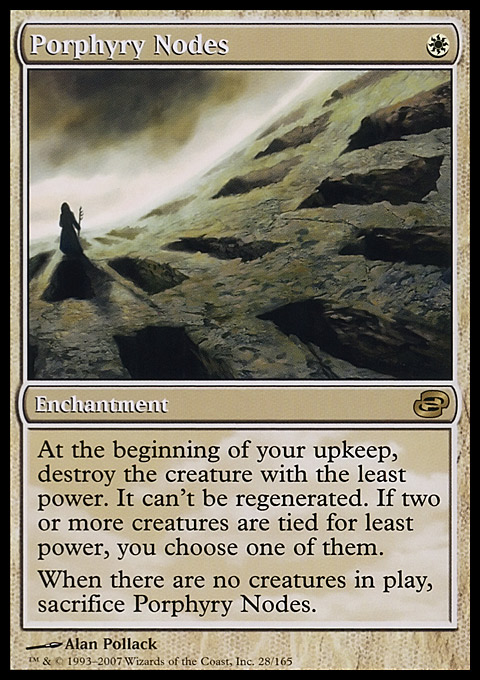 Porphyry Nodes
Enchantment
At the beginning of your upkeep,
destroy the creature with the least
power. It can't be regenerated. If two
or more creatures are tied for least
power, you choose one of them.
When there are no creatures in play,
sacrifice Porphyry Nodes.
Alan Pollack
™ & © 1993–2007 Wizards of the Coast, Inc. 28/165